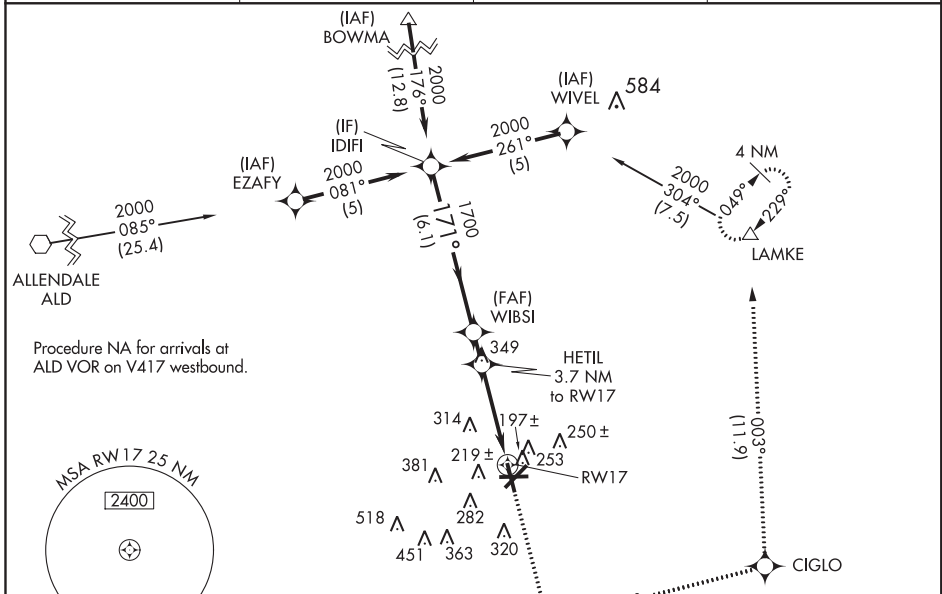 (IAF)
BOWMA
2000
176°
(12.8)
(IAF)
WIVEL
584
(IF)
IDIFI
2000
261°
(5)
(IAF)
EZAFY
2000
081°
(5)
4 NM
049°
229°
2000
304°
(7.5)
LAMKE
2000
085°
(25.4)
ALLENDALE
ALD
1700
171°
(6.1)
(FAF)
WIBSI
Procedure NA for arrivals at
ALD VOR on V417 westbound.
349
HETIL
3.7 NM
to RW17
314
197±
250±
219±
253
381
RW17
003°
(11.9)
MSA RW17 25 NM
2400
282
518
451
363
320
CIGLO